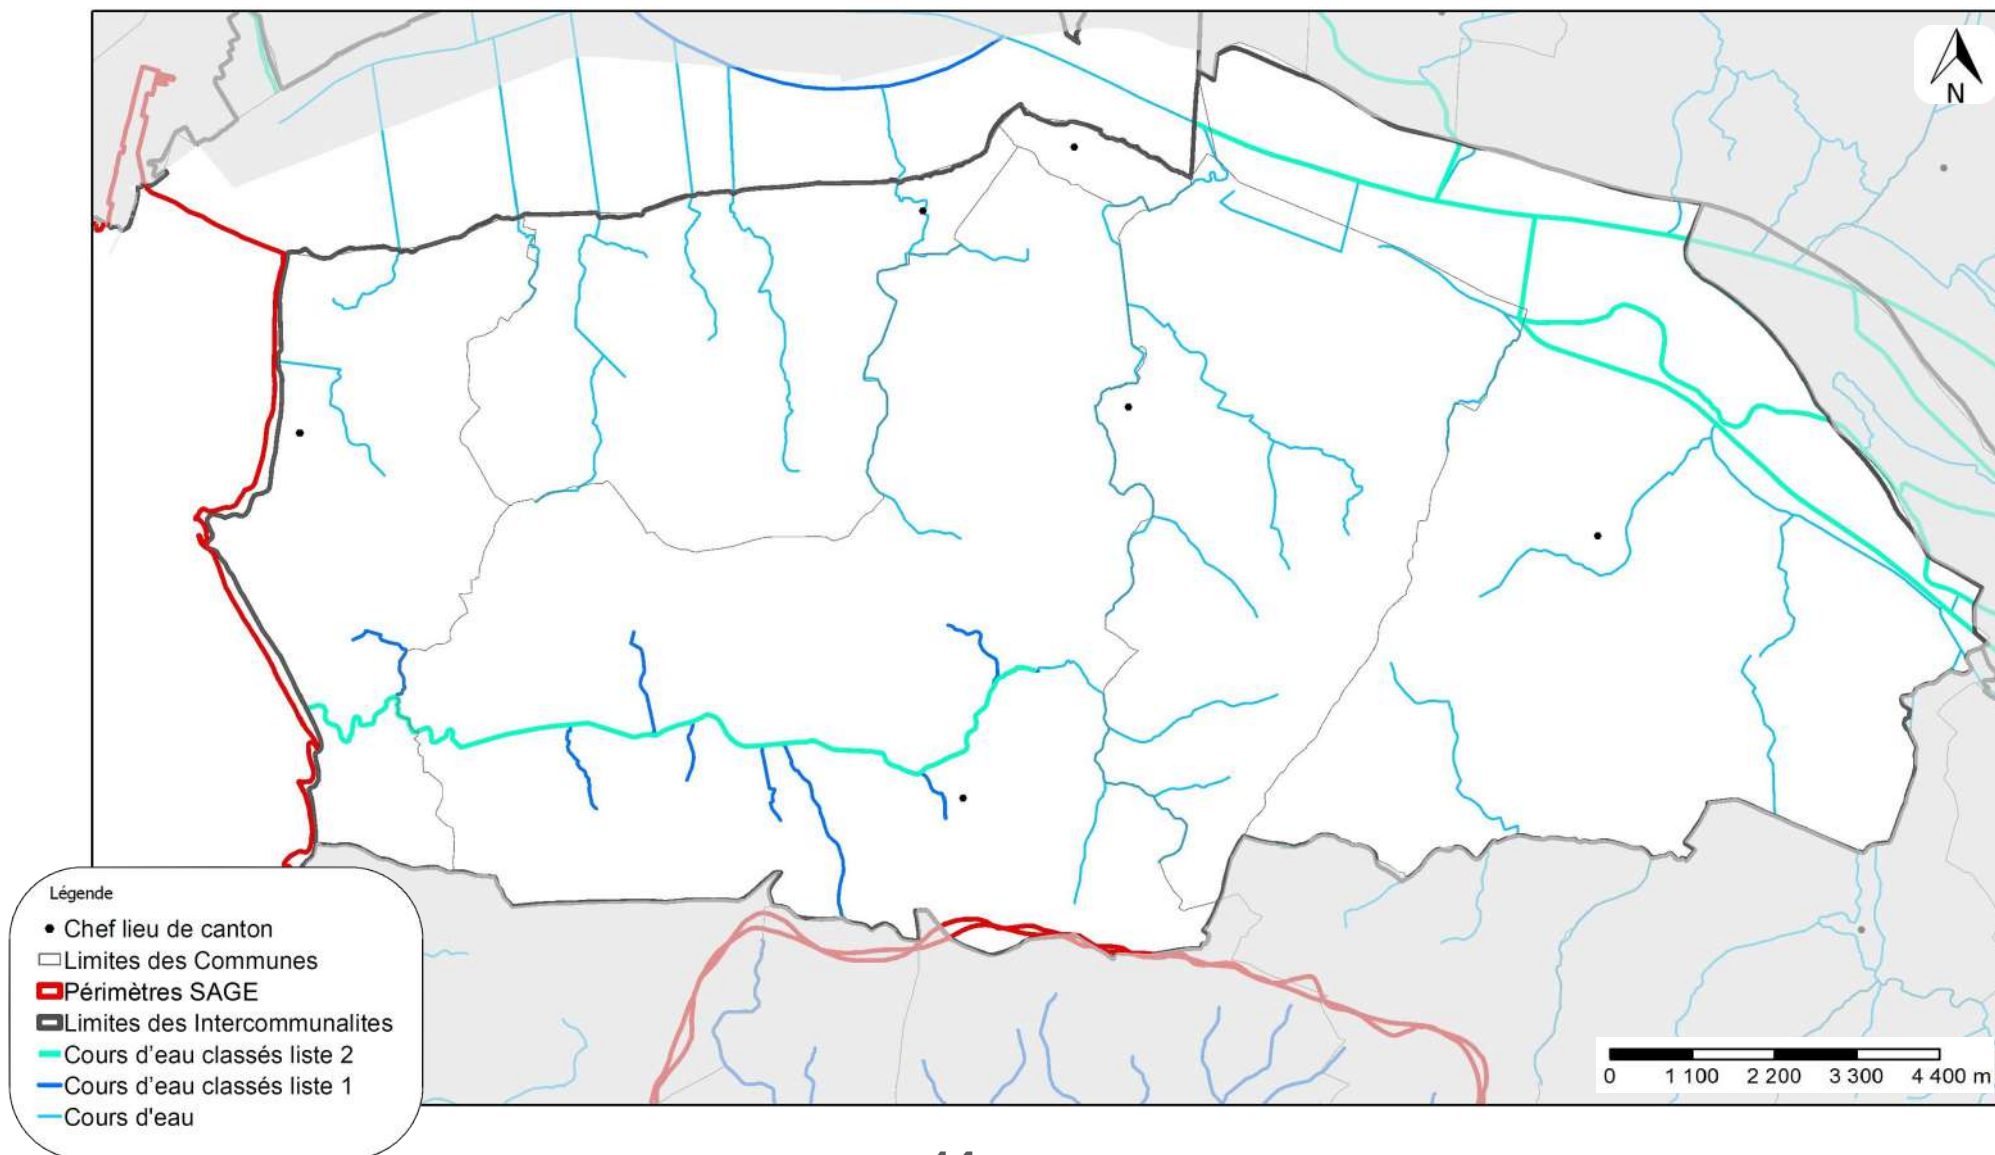 N
Légende
Chef lieu de canton
Limites des Communes
Périmètres SAGE
Limites des Intercommunalites
Cours d'eau classés liste 2
Cours d'eau classés liste 1
Cours d'eau
0 1 100 2 200 3 300 4 400 m